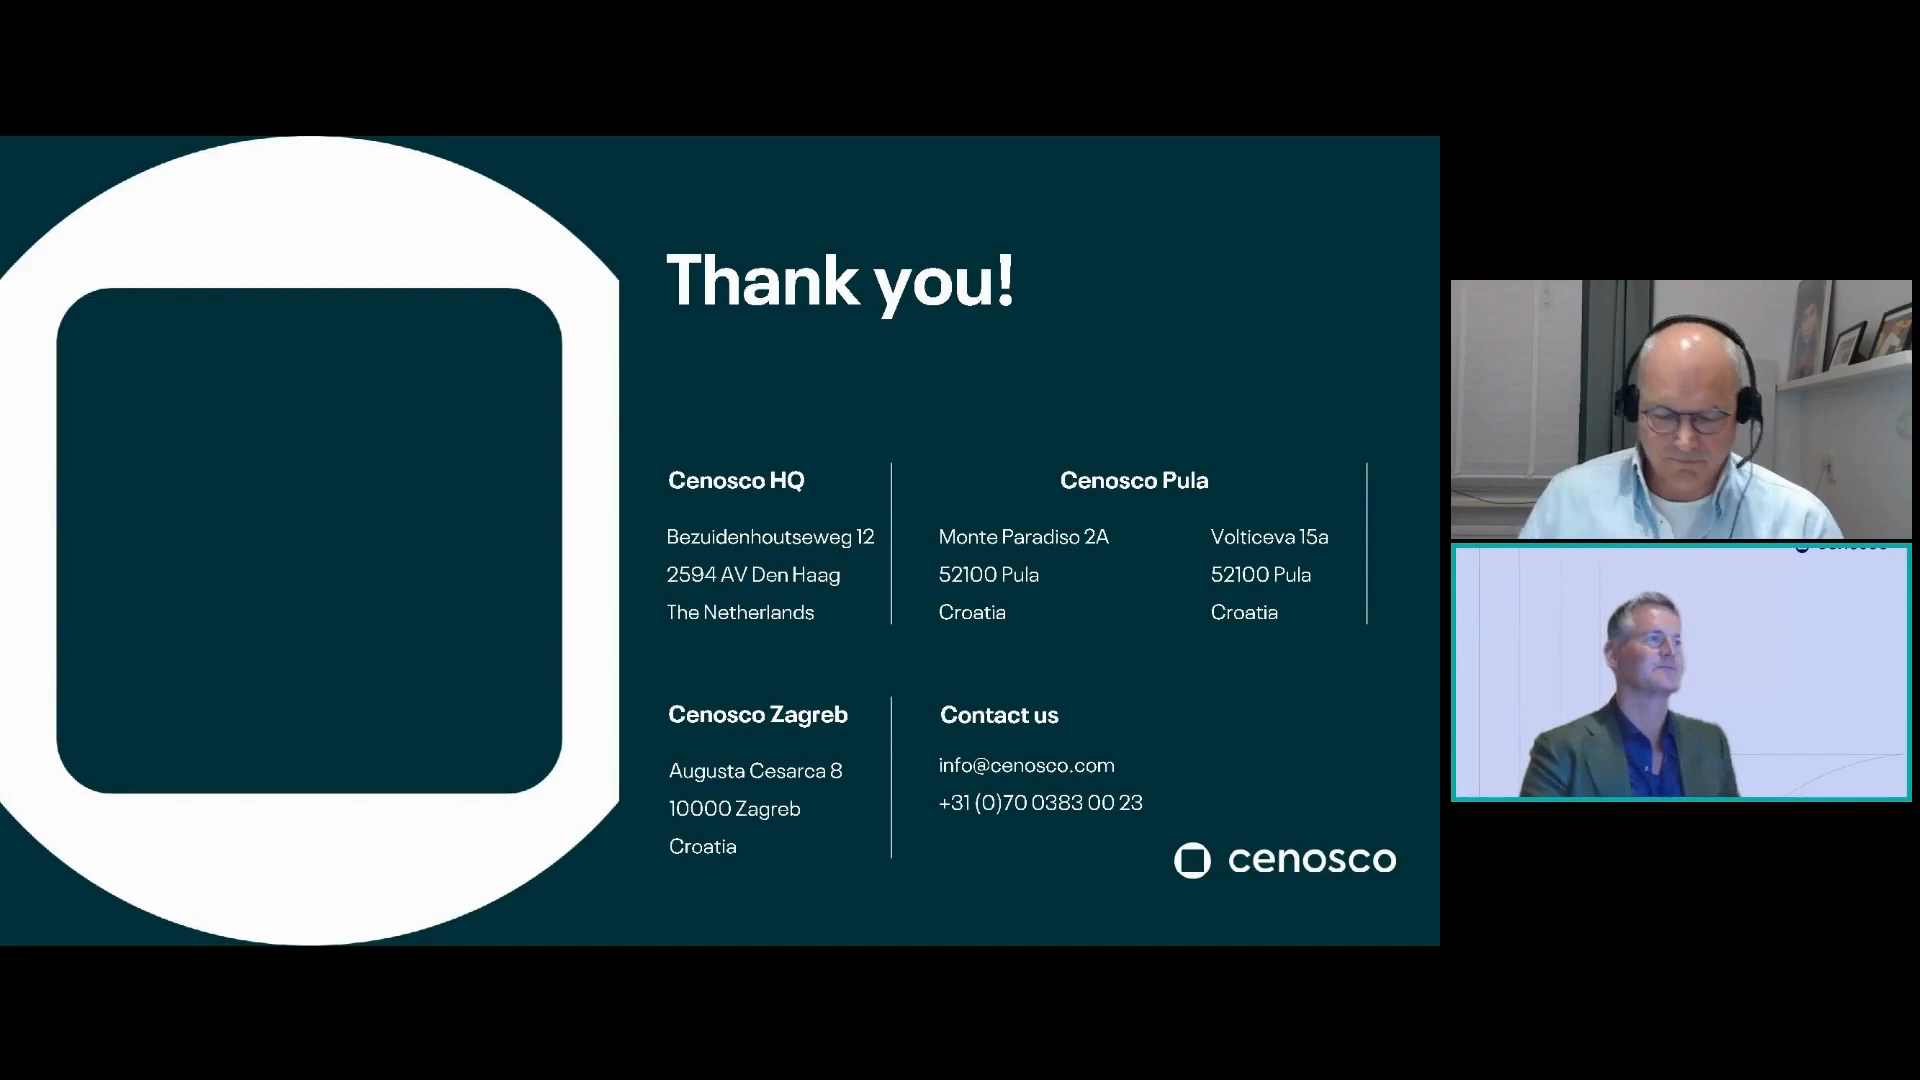 Thank you!
Cenosco HQ
Bezuidenhoutseweg 12
2594 AV Den Haag
The Netherlands
Cenosco Pula
Monte Paradiso 2A
52100 Pula
Croatia
Volticeva 15a
52100 Pula
Croatia
Cenosco Zagreb
Augusta Cesarca 8
10000 Zagreb
Croatia
Contact us
info@cenosco.com
+31 (0)70 0383 00 23
cenosco